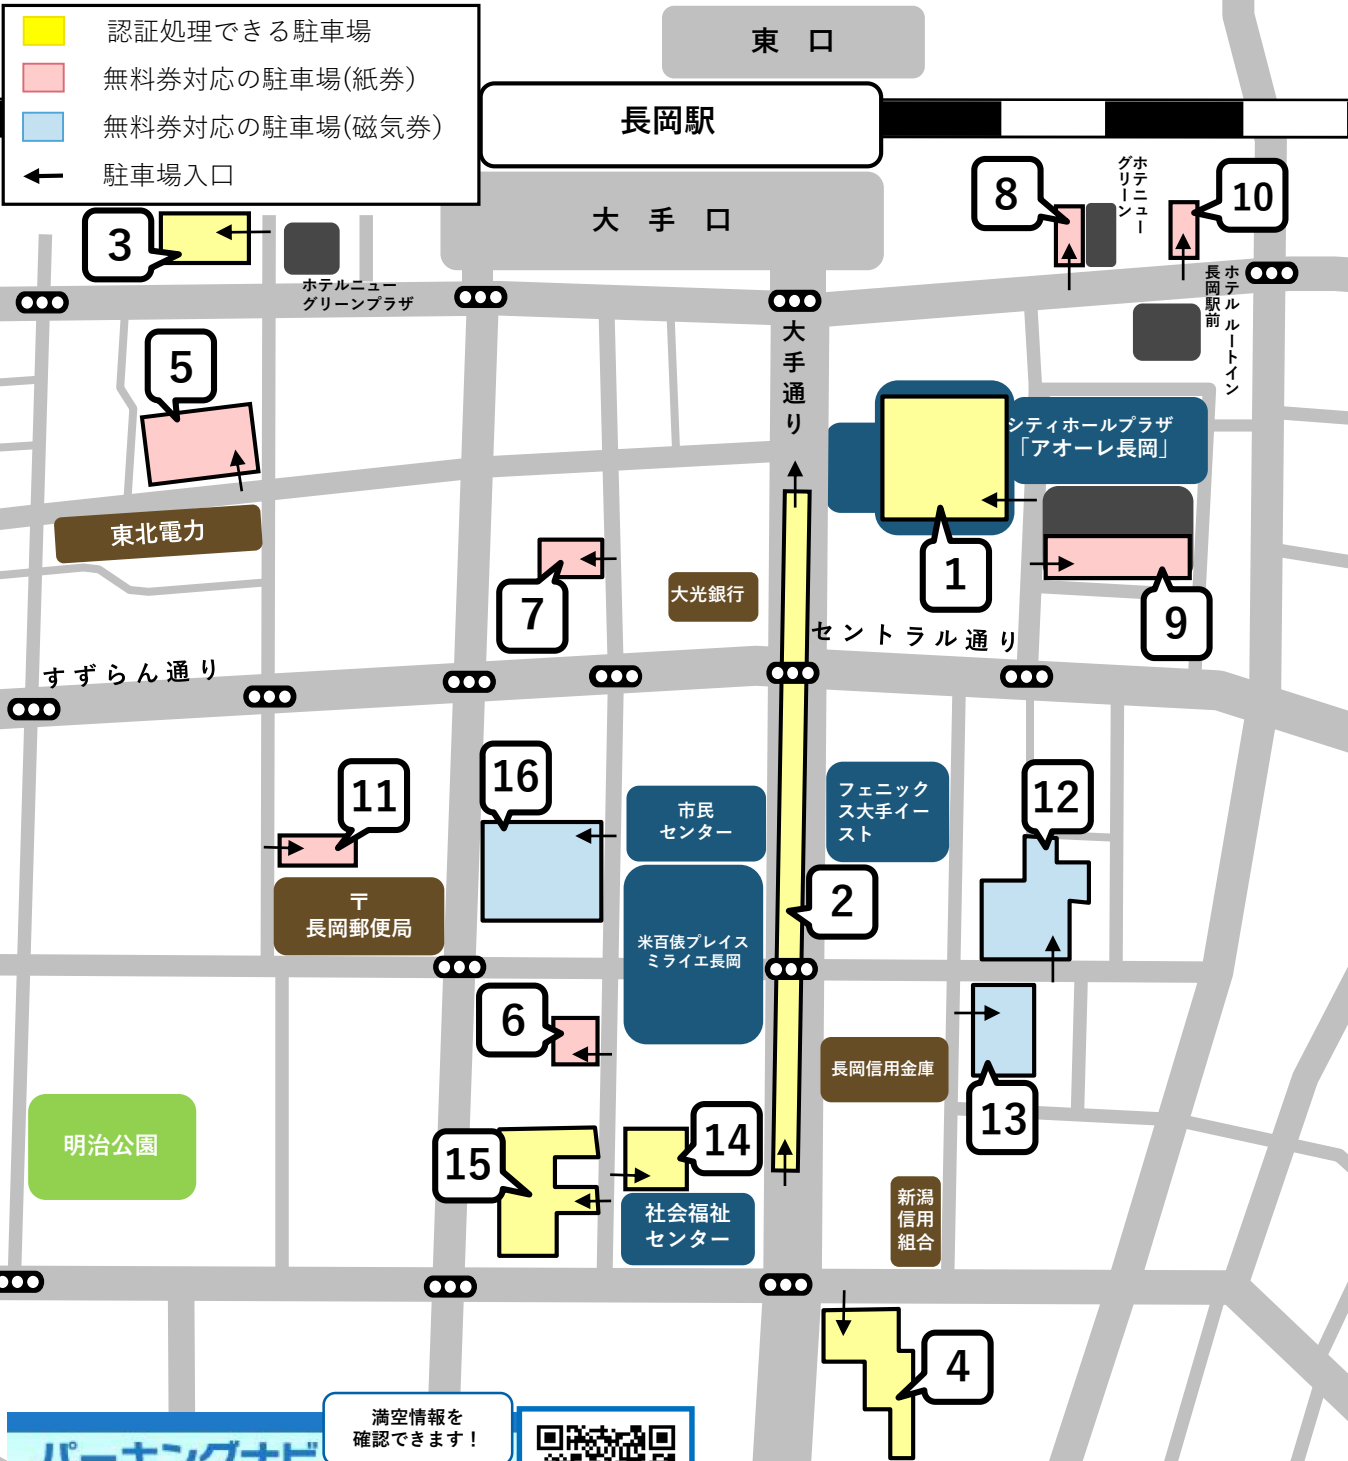 認証処理できる駐車場
無料券対応の駐車場(紙券)
無料券対応の駐車場(磁気券)
駐車場入口
東 口
長岡駅
大 手 口
3
8
ホテルニュー
グリーン
10
ホテルニュー
グリーンプラザ
ホテル ルートイン
長岡駅前
大手通り
5
シティホールプラザ
「アオーレ長岡」
東北電力
7
大光銀行
1
9
セントラル通り
すずらん通り
11
16
市民
センター
フェニック
ス大手イー
スト
12
2
〒
長岡郵便局
米百俵プレイス
ミライエ長岡
6
長岡信用金庫
13
明治公園
15
14
社会福祉
センター
新潟
信用
組合
4
満空情報を
確認できます！
パーキングナビ